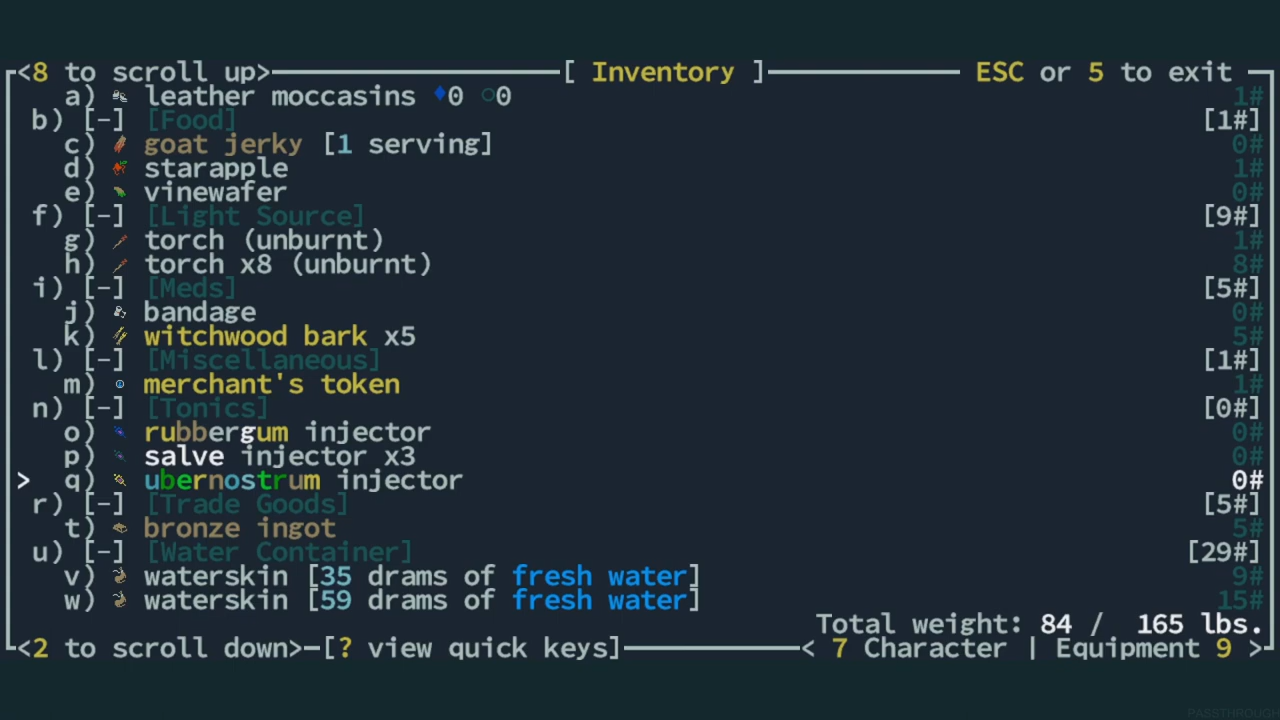 <8 to scroll up> [ Inventory ] ESC or 5 to exit
a) leather moccasins ♦0 ○0 1#
b) [-] [Food] [1#]
c) goat jerky [1 serving] 0#
d) starapple 1#
e) vinewafer 0#
f) [-] [Light Source] [9#]
g) torch (unburnt) 1#
h) torch x8 (unburnt) 8#
i) [-] [Meds] [5#]
j) bandage 0#
k) witchwood bark x5 5#
l) [-] [Miscellaneous] [1#]
m) merchant's token 1#
n) [-] [Tonics] [0#]
o) rubbergum injector 0#
p) salve injector x3 0#
> q) ubernostrum injector 0#
r) [-] [Trade Goods] [5#]
t) bronze ingot 5#
u) [-] [Water Container] [29#]
v) waterskin [35 drams of fresh water] 9#
w) waterskin [59 drams of fresh water] 15#
Total weight: 84 / 165 lbs.
<2 to scroll down> [? view quick keys] < 7 Character | Equipment 9 >
PASSTHROUGH